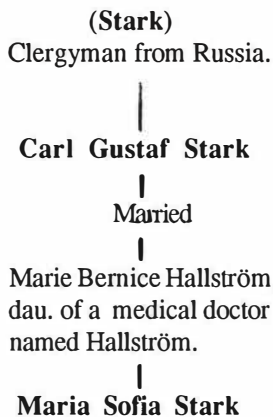 (Stark)
Clergyman from Russia.
Carl Gustaf Stark
Married
Marie Bernice Hallström
dau. of a medical doctor
named Hallström.
Maria Sofia Stark